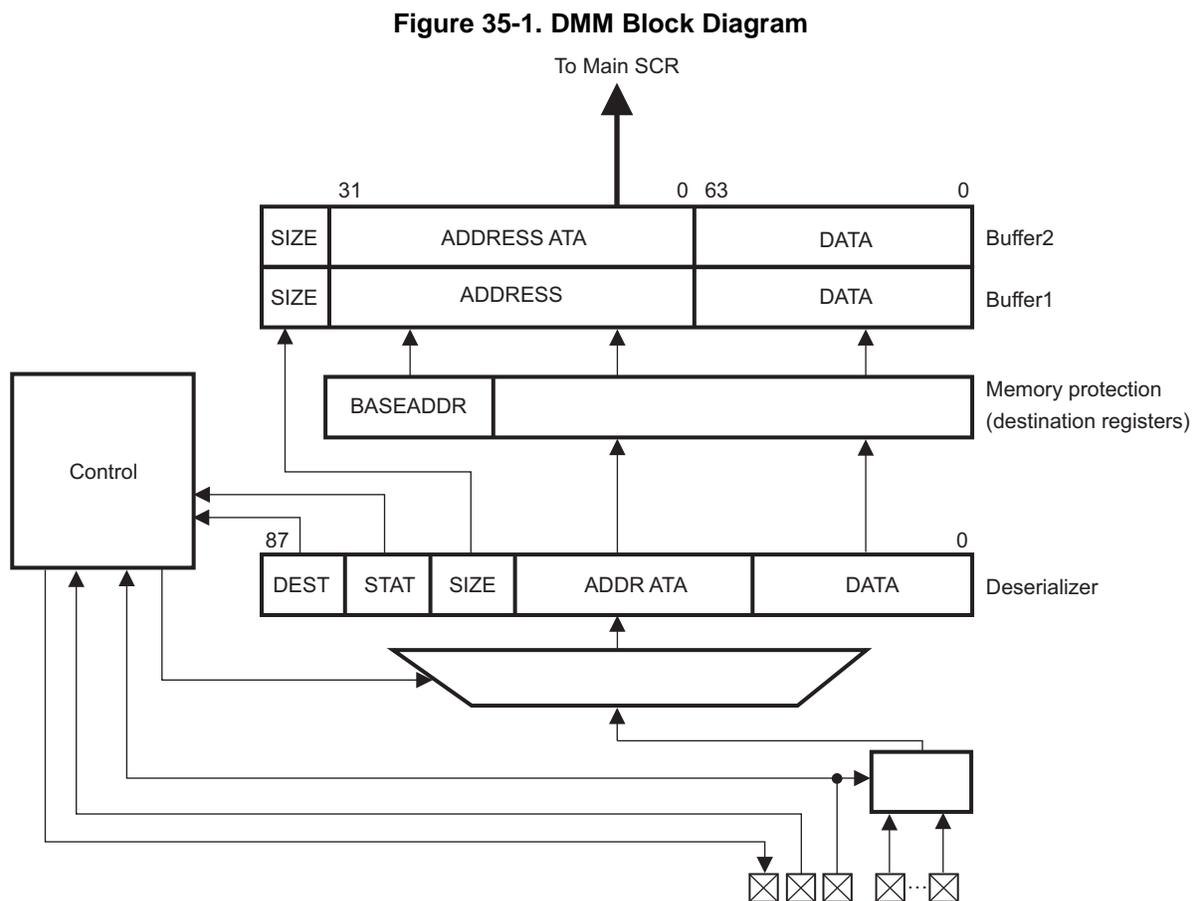 Figure 35-1. DMM Block Diagram
To Main SCR
31 0 63 0
SIZE ADDRESS ATA DATA Buffer2
SIZE ADDRESS DATA Buffer1
BASEADDR
Memory protection
(destination registers)
Control
87 0
DEST STAT SIZE ADDR ATA DATA Deserializer
...